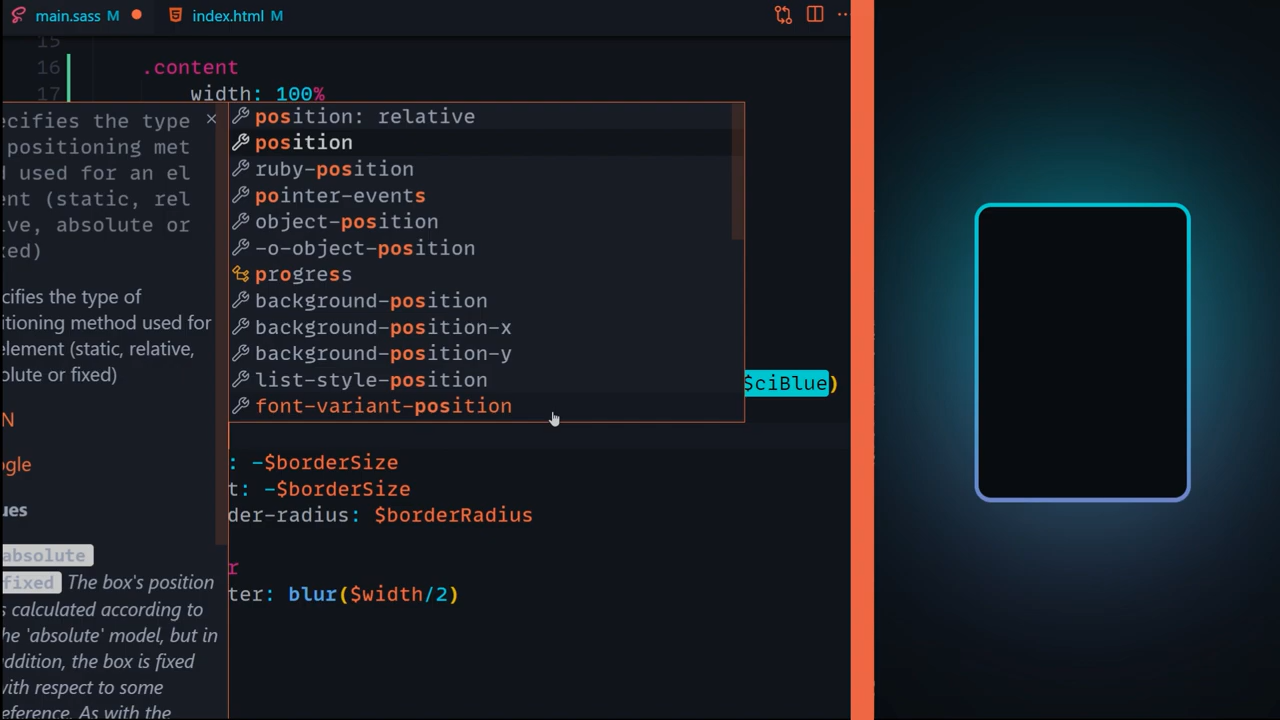 main.sass M
index.html M
15
16 .content
17 width: 100%
ecifies the type
positioning met
d used for an el
ent (static, rel
ive, absolute or
xed)
cifies the type of
itioning method used for
element (static, relative,
olute or fixed)
N
ogle
ues
absolute
fixed The box's position
s calculated according to
he 'absolute' model, but in
ddition, the box is fixed
with respect to some
eference. As with the
position: relative
position
ruby-position
pointer-events
object-position
-o-object-position
progress
background-position
background-position-x
background-position-y
list-style-position
font-variant-position
$ciBlue)
: -$borderSize
t: -$borderSize
der-radius: $borderRadius
r
ter: blur($width/2)